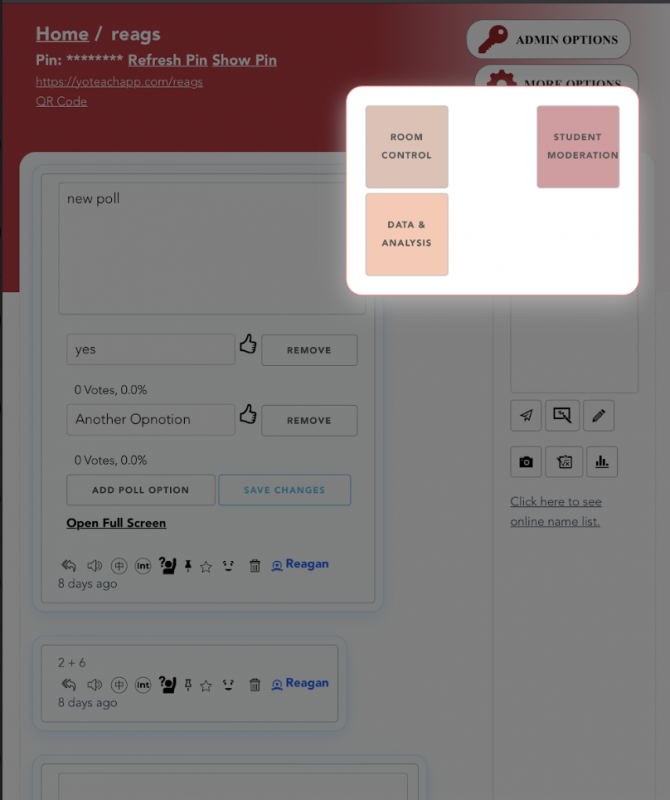 Home / reags
Pin: ******** Refresh Pin Show Pin
https://yoteachapp.com/reags
QR Code
ADMIN OPTIONS
MORE OPTIONS
ROOM
CONTROL
STUDENT
MODERATION
DATA &
ANALYSIS
new poll
yes
REMOVE
0 Votes, 0.0%
Another Opnotion
REMOVE
0 Votes, 0.0%
ADD POLL OPTION
SAVE CHANGES
Open Full Screen
中 Int Reagan
8 days ago
Click here to see
online name list.
2 + 6
中 Int Reagan
8 days ago